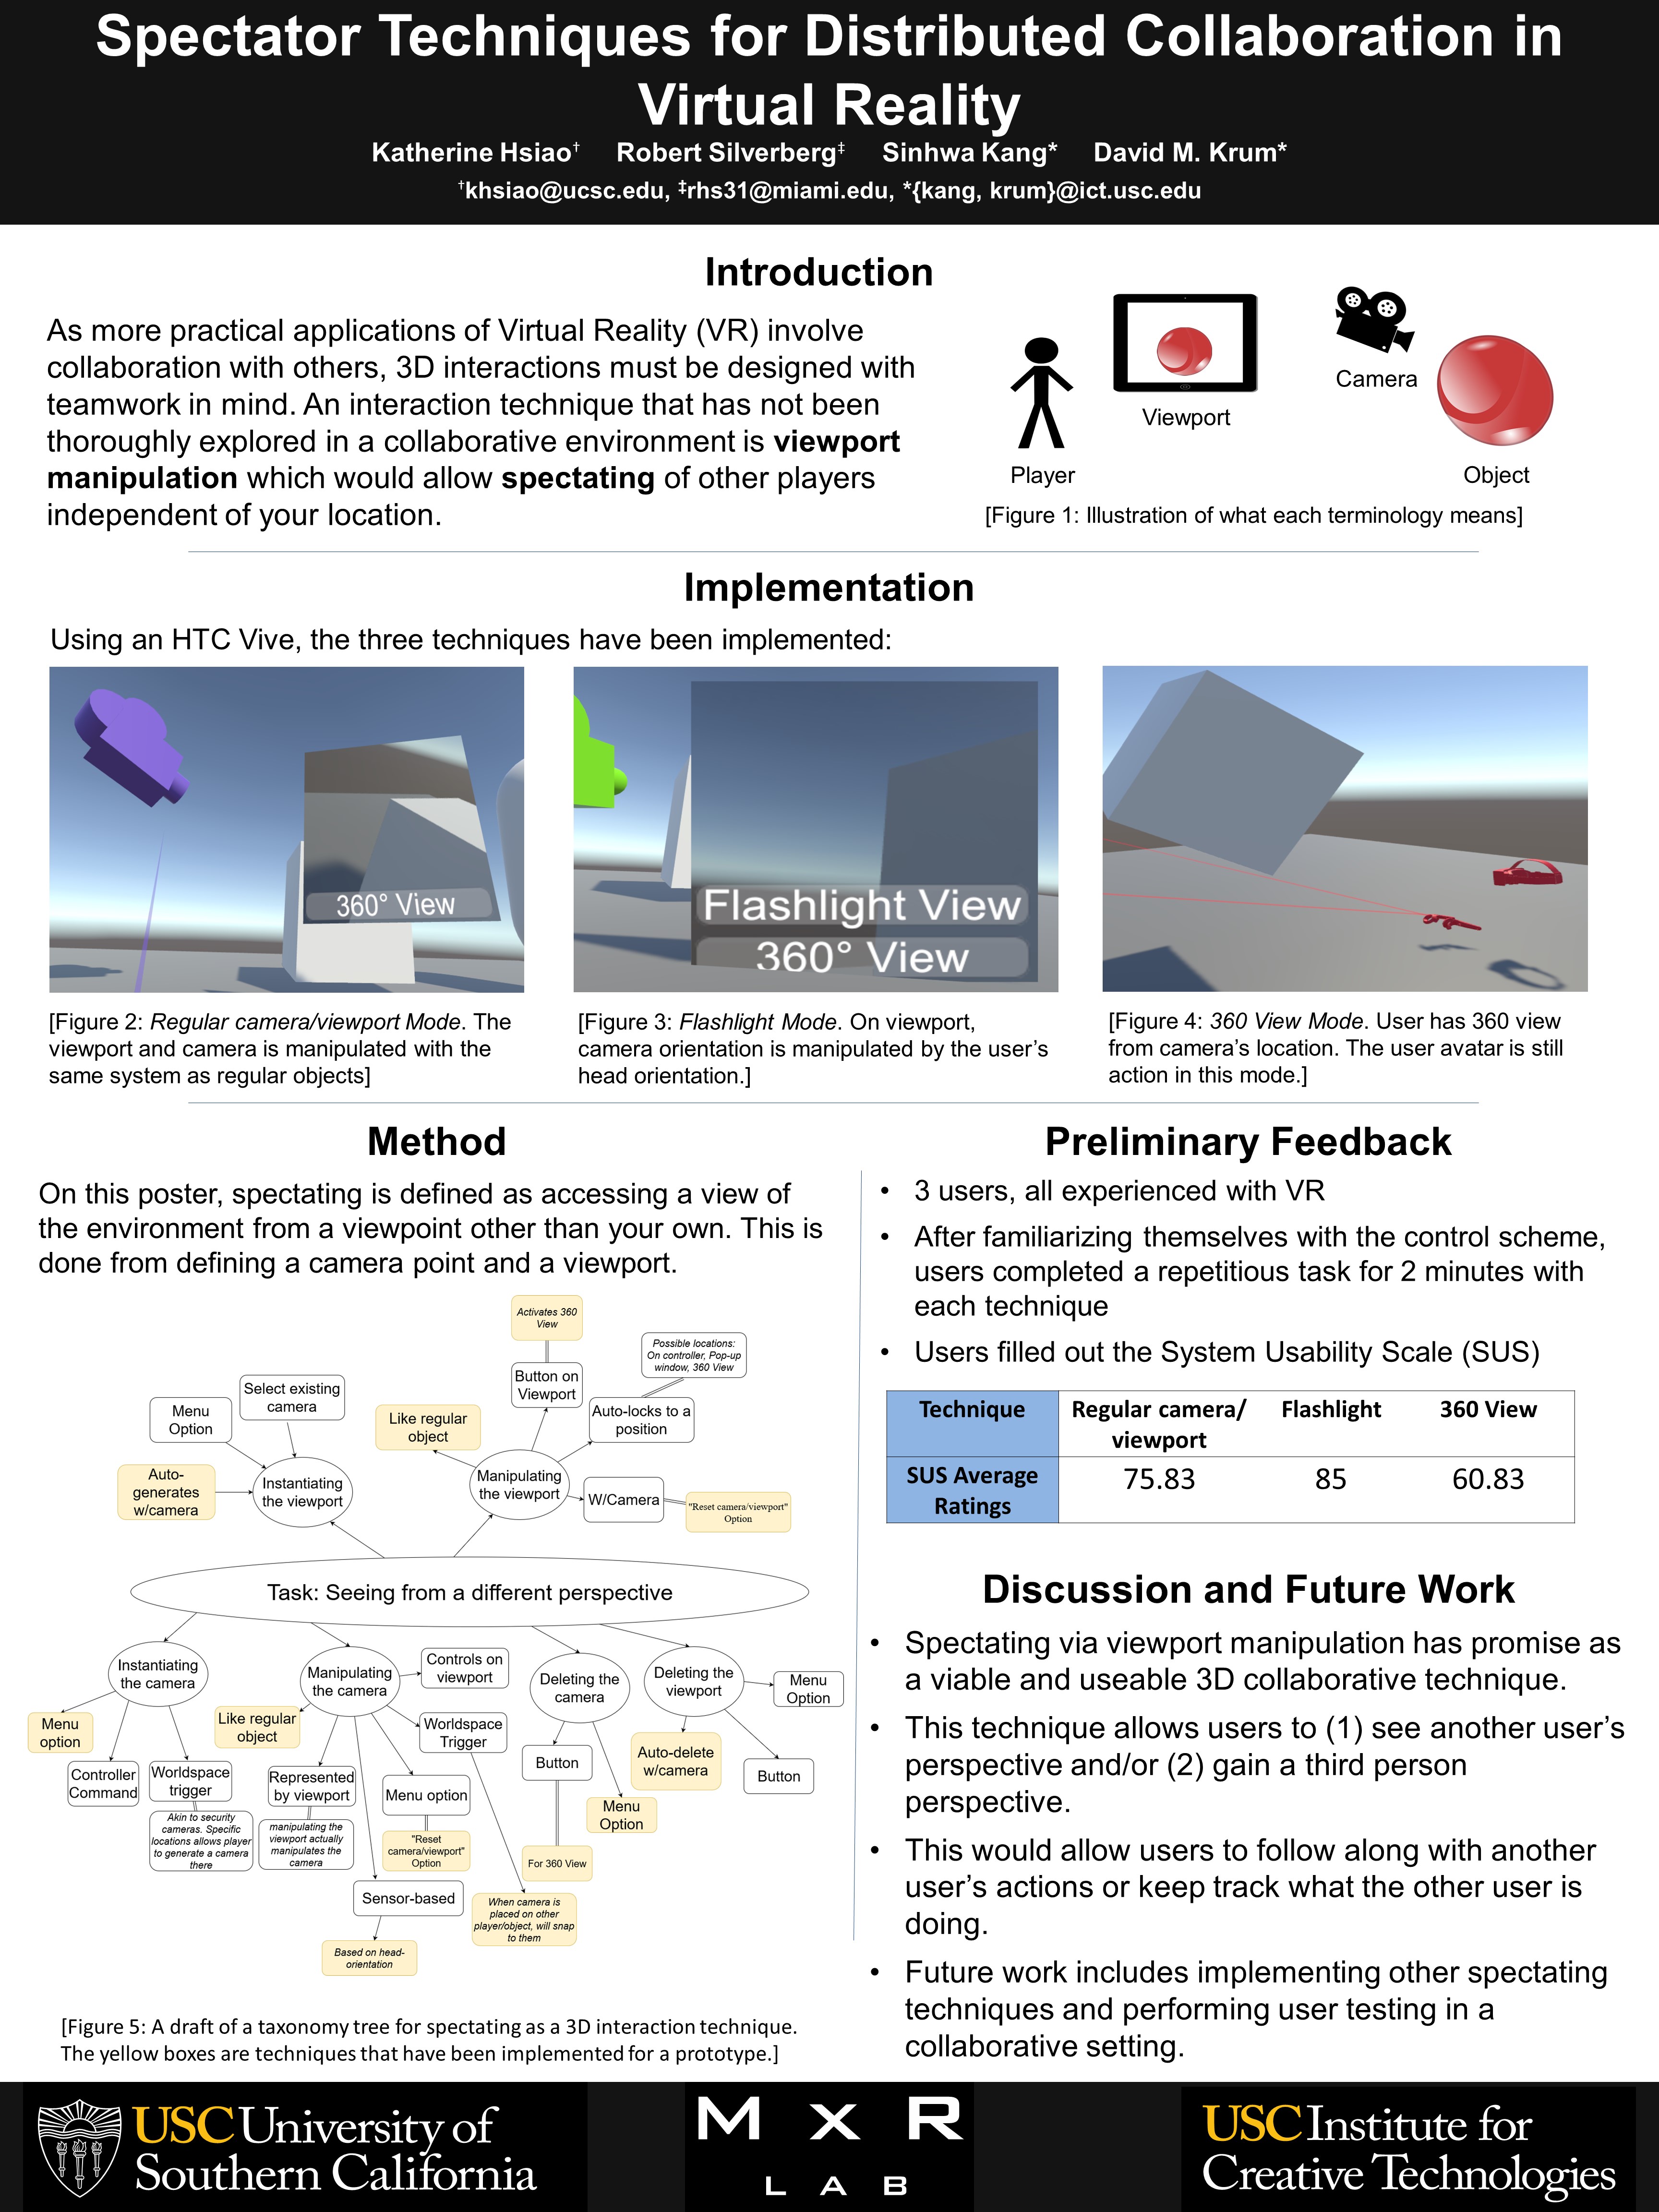 Spectator Techniques for Distributed Collaboration in
Virtual Reality
Katherine Hsiao† Robert Silverberg‡ Sinhwa Kang* David M. Krum*
†khsiao@ucsc.edu, ‡rhs31@miami.edu, *{kang, krum}@ict.usc.edu
Introduction
As more practical applications of Virtual Reality (VR) involve
collaboration with others, 3D interactions must be designed with
teamwork in mind. An interaction technique that has not been
thoroughly explored in a collaborative environment is viewport
manipulation which would allow spectating of other players
independent of your location.
Player
Viewport
Camera
Object
[Figure 1: Illustration of what each terminology means]
Implementation
Using an HTC Vive, the three techniques have been implemented:
360° View
Flashlight View
360° View
[Figure 2: Regular camera/viewport Mode. The
viewport and camera is manipulated with the
same system as regular objects]
[Figure 3: Flashlight Mode. On viewport,
camera orientation is manipulated by the user's
head orientation.]
[Figure 4: 360 View Mode. User has 360 view
from camera's location. The user avatar is still
action in this mode.]
Method
On this poster, spectating is defined as accessing a view of
the environment from a viewpoint other than your own. This is
done from defining a camera point and a viewport.
Activates 360
View
Possible locations:
On controller, Pop-up
window, 360 View
Button on
Viewport
Select existing
camera
Menu
Option
Like regular
object
Auto-locks to a
position
Auto-
generates
w/camera
Instantiating
the viewport
Manipulating
the viewport
W/Camera
"Reset camera/viewport"
Option
Task: Seeing from a different perspective
Instantiating
the camera
Manipulating
the camera
Controls on
viewport
Deleting the
camera
Deleting the
viewport
Menu
Option
Menu
option
Like regular
object
Worldspace
Trigger
Controller
Command
Worldspace
trigger
Represented
by viewport
Menu option
Button
Auto-delete
w/camera
Button
Akin to security
cameras. Specific
locations allows player
to generate a camera
there
manipulating the
viewport actually
manipulates the
camera
"Reset
camera/viewport"
Option
Menu
Option
For 360 View
Sensor-based
When camera is
placed on other
player/object, will snap
to them
Based on head-
orientation
[Figure 5: A draft of a taxonomy tree for spectating as a 3D interaction technique.
The yellow boxes are techniques that have been implemented for a prototype.]
Preliminary Feedback
• 3 users, all experienced with VR
• After familiarizing themselves with the control scheme,
users completed a repetitious task for 2 minutes with
each technique
• Users filled out the System Usability Scale (SUS)
Technique Regular camera/ Flashlight 360 View
viewport
SUS Average 75.83 85 60.83
Ratings
Discussion and Future Work
• Spectating via viewport manipulation has promise as
a viable and useable 3D collaborative technique.
• This technique allows users to (1) see another user's
perspective and/or (2) gain a third person
perspective.
• This would allow users to follow along with another
user's actions or keep track what the other user is
doing.
• Future work includes implementing other spectating
techniques and performing user testing in a
collaborative setting.
USC University of
Southern California
M X R
LAB
USC Institute for
Creative Technologies